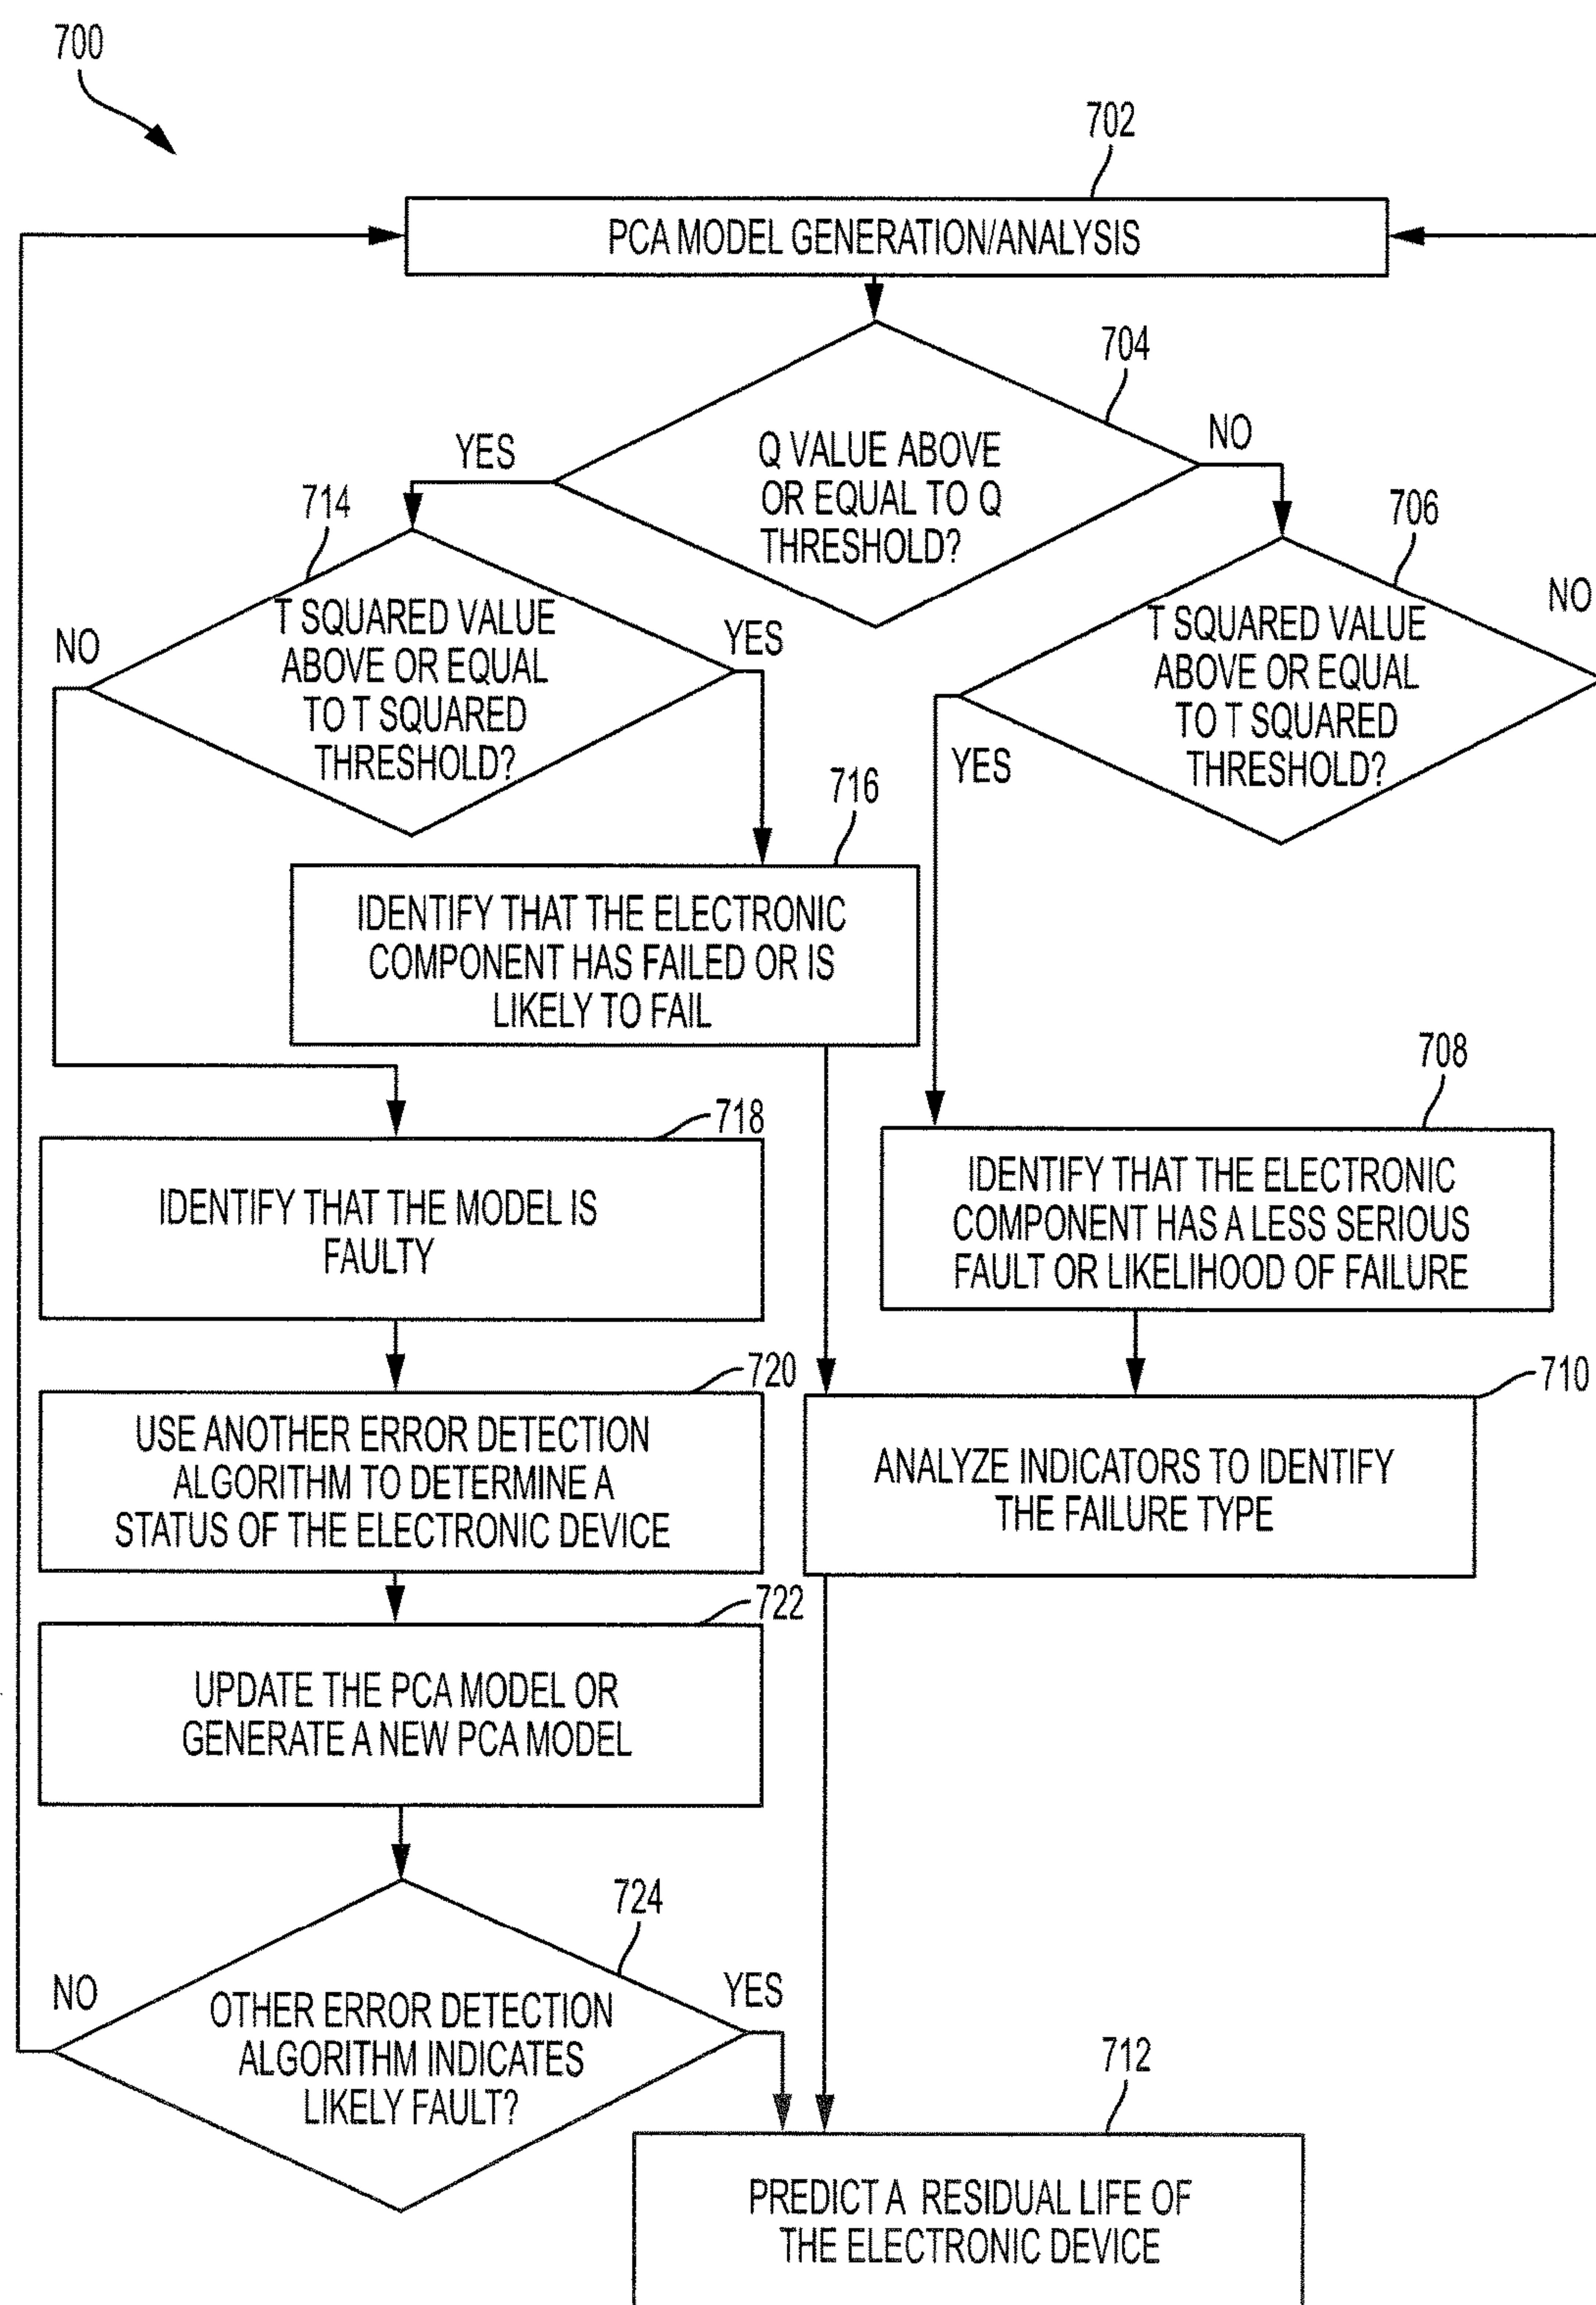 700
702
PCA MODEL GENERATION/ANALYSIS
704
YES
NO
Q VALUE ABOVE
OR EQUAL TO Q
THRESHOLD?
714
706
T SQUARED VALUE
ABOVE OR EQUAL
TO T SQUARED
THRESHOLD?
NO
YES
T SQUARED VALUE
ABOVE OR EQUAL
TO T SQUARED
THRESHOLD?
NO
YES
716
IDENTIFY THAT THE ELECTRONIC
COMPONENT HAS FAILED OR IS
LIKELY TO FAIL
708
IDENTIFY THAT THE ELECTRONIC
COMPONENT HAS A LESS SERIOUS
FAULT OR LIKELIHOOD OF FAILURE
718
IDENTIFY THAT THE MODEL IS
FAULTY
720
USE ANOTHER ERROR DETECTION
ALGORITHM TO DETERMINE A
STATUS OF THE ELECTRONIC DEVICE
710
ANALYZE INDICATORS TO IDENTIFY
THE FAILURE TYPE
722
UPDATE THE PCA MODEL OR
GENERATE A NEW PCA MODEL
724
NO
YES
OTHER ERROR DETECTION
ALGORITHM INDICATES
LIKELY FAULT?
712
PREDICT A RESIDUAL LIFE OF
THE ELECTRONIC DEVICE